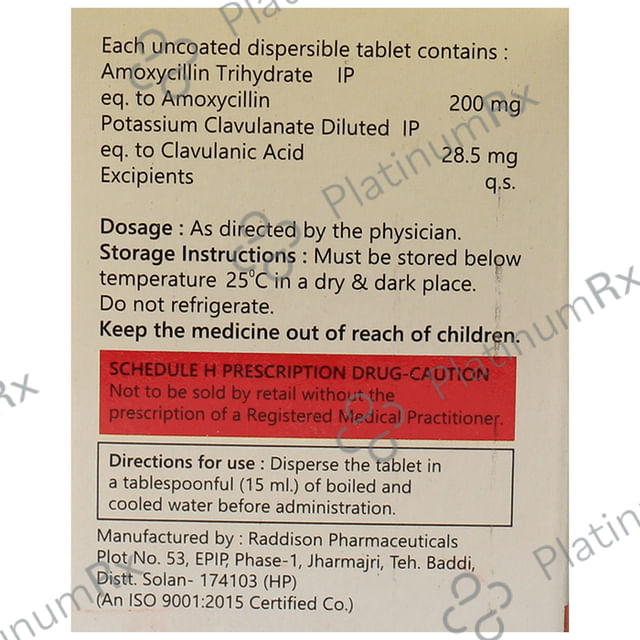 Each uncoated dispersible tablet contains :
Amoxycillin Trihydrate IP
eq. to Amoxycillin 200 mg
Potassium Clavulanate Diluted IP
eq. to Clavulanic Acid 28.5 mg
Excipients q.s.
Dosage : As directed by the physician.
Storage Instructions : Must be stored below
temperature 25°C in a dry & dark place.
Do not refrigerate.
Keep the medicine out of reach of children.
SCHEDULE H PRESCRIPTION DRUG-CAUTION
Not to be sold by retail without the
prescription of a Registered Medical Practitioner.
Directions for use : Disperse the tablet in
a tablespoonful (15 ml.) of boiled and
cooled water before administration.
Manufactured by : Raddison Pharmaceuticals
Plot No. 53, EPIP, Phase-1, Jharmajri, Teh. Baddi,
Distt. Solan- 174103 (HP)
(An ISO 9001:2015 Certified Co.)
PlatinumRx
PlatinumRx
PlatinumRx